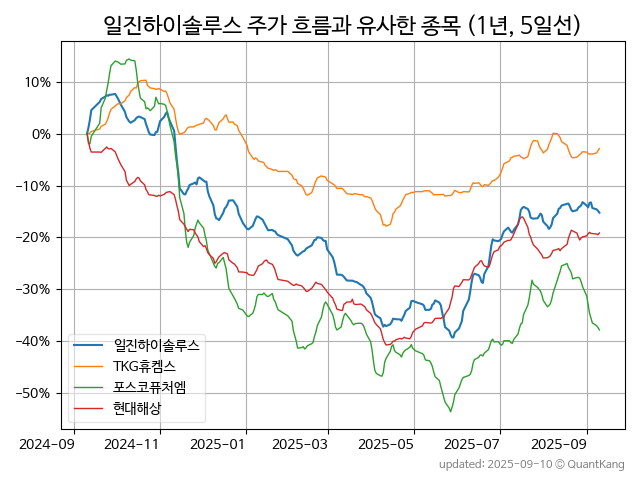 일진하이솔루스 주가 흐름과 유사한 종목 (1년, 5일선)
10%
0%
−10%
−20%
−30%
−40%
−50%
일진하이솔루스
TKG휴켐스
포스코퓨처엠
현대해상
2024-09
2024-11
2025-01
2025-03
2025-05
2025-07
2025-09
updated: 2025-09-10 © QuantKang